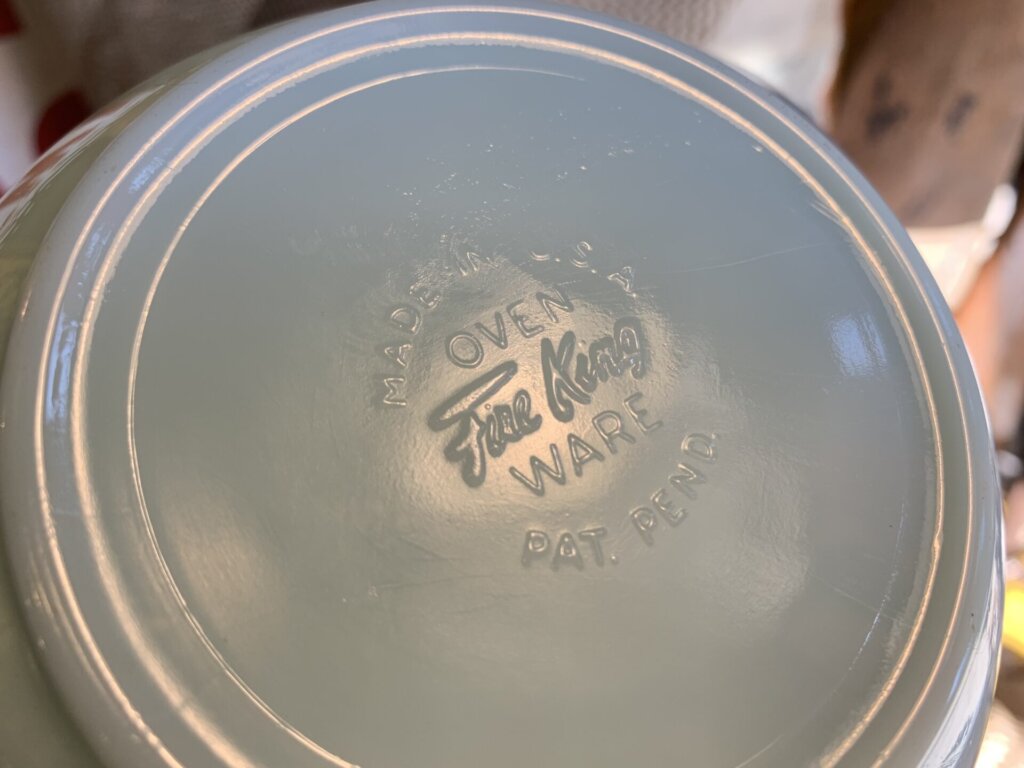 MADE IN U.S.A
OVEN
Fire King
WARE
PAT. PEND.